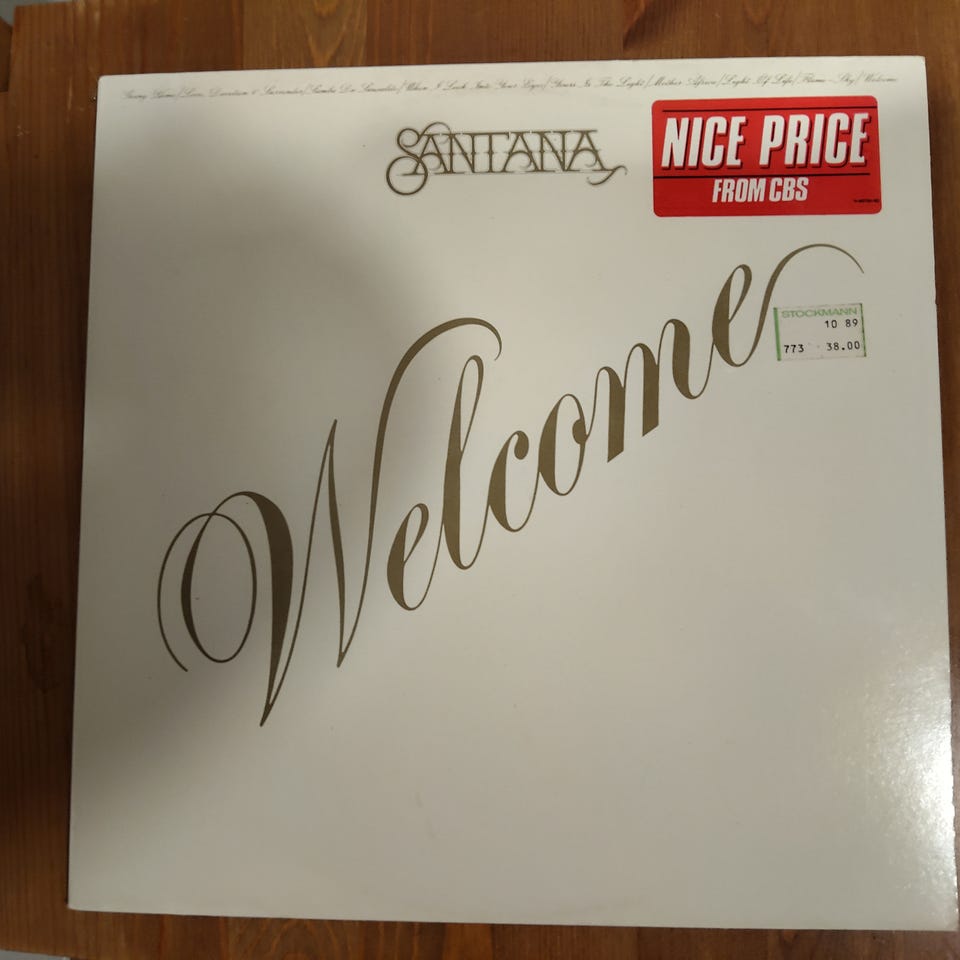 Going Home/Love, Devotion & Surrender/Samba De Sausalito/When I Look Into Your Eyes/Yours Is The Light/Mother Africa/Light Of Life/Flame-Sky/Welcome
SANTANA
NICE PRICE
FROM CBS
Welcome
STOCKMANN
10 89
773 38.00